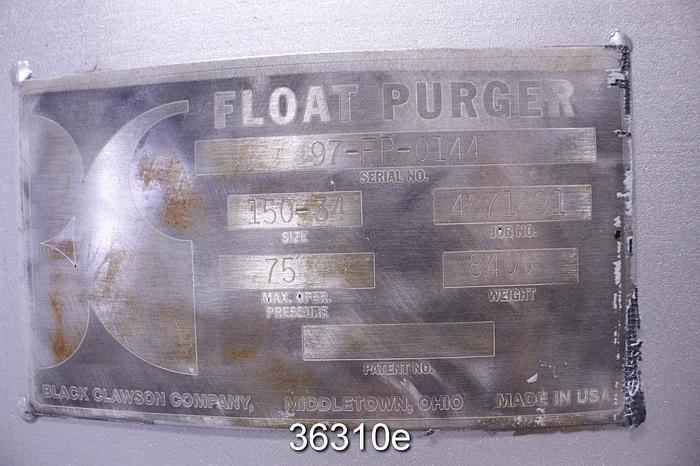 FLOAT PURGER
97-FP-0144
SERIAL NO.
150-34
SIZE
JOB NO.
75
MAX. OPER.
PRESSURE
8400
WEIGHT
PATENT NO.
BLACK CLAWSON COMPANY, MIDDLETOWN, OHIO MADE IN USA
36310e